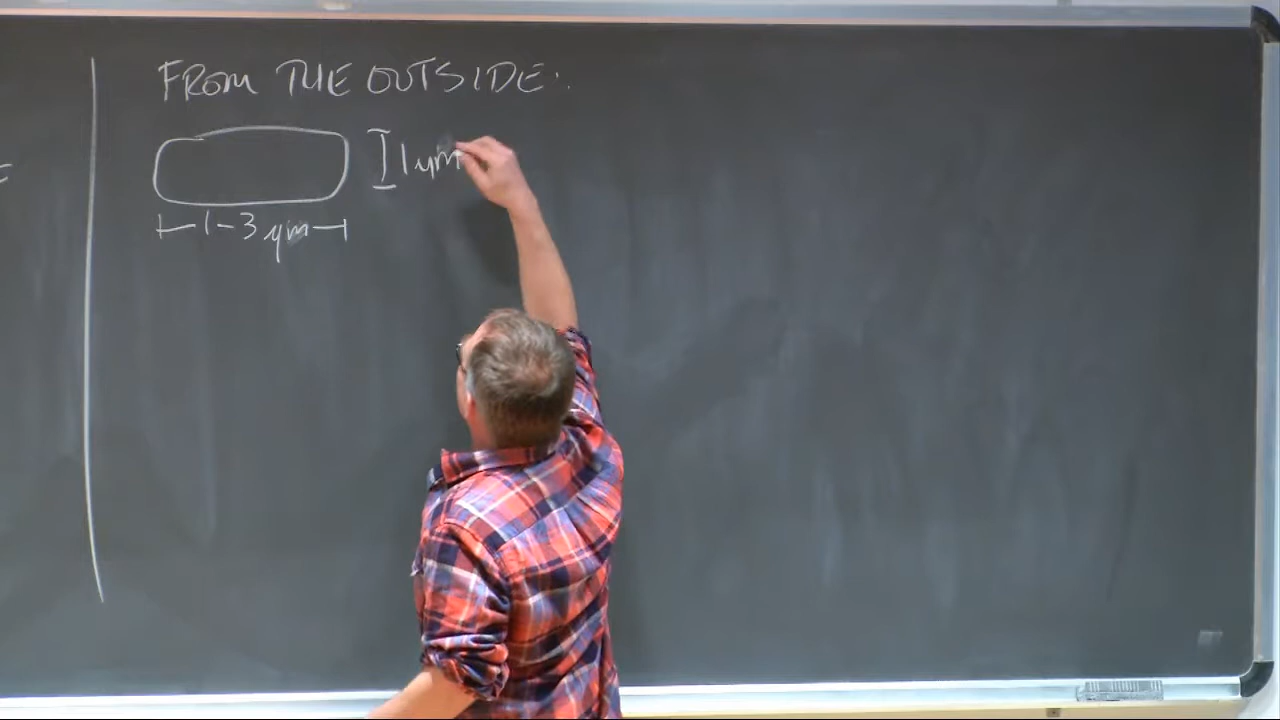 FROM THE OUTSIDE:
1 μm
1-3 μm